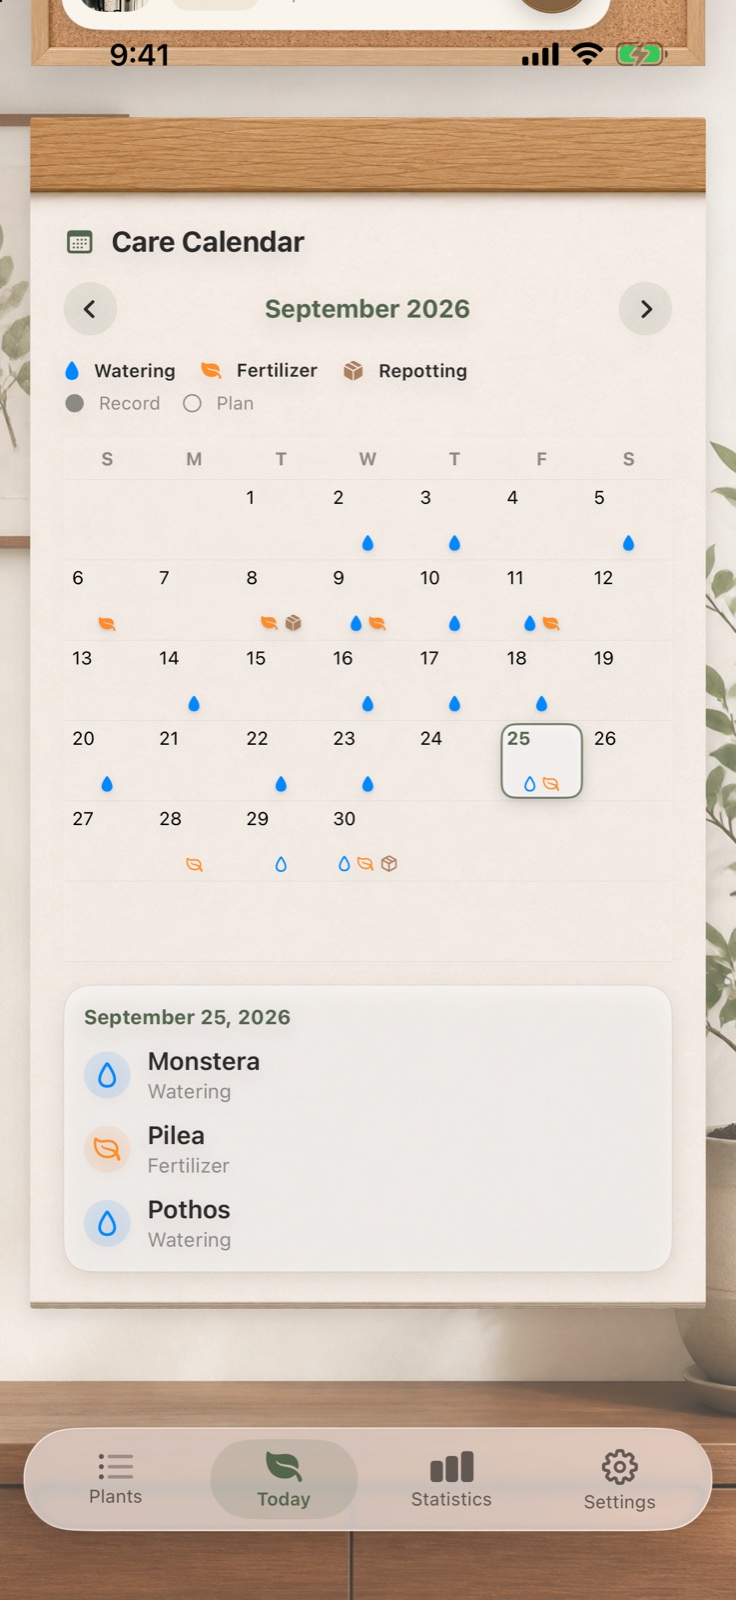 9:41
Care Calendar
September 2026
Watering Fertilizer Repotting
Record Plan
S M T W T F S
1 2 3 4 5
6 7 8 9 10 11 12
13 14 15 16 17 18 19
20 21 22 23 24 25 26
27 28 29 30
September 25, 2026
Monstera
Watering
Pilea
Fertilizer
Pothos
Watering
Plants Today Statistics Settings